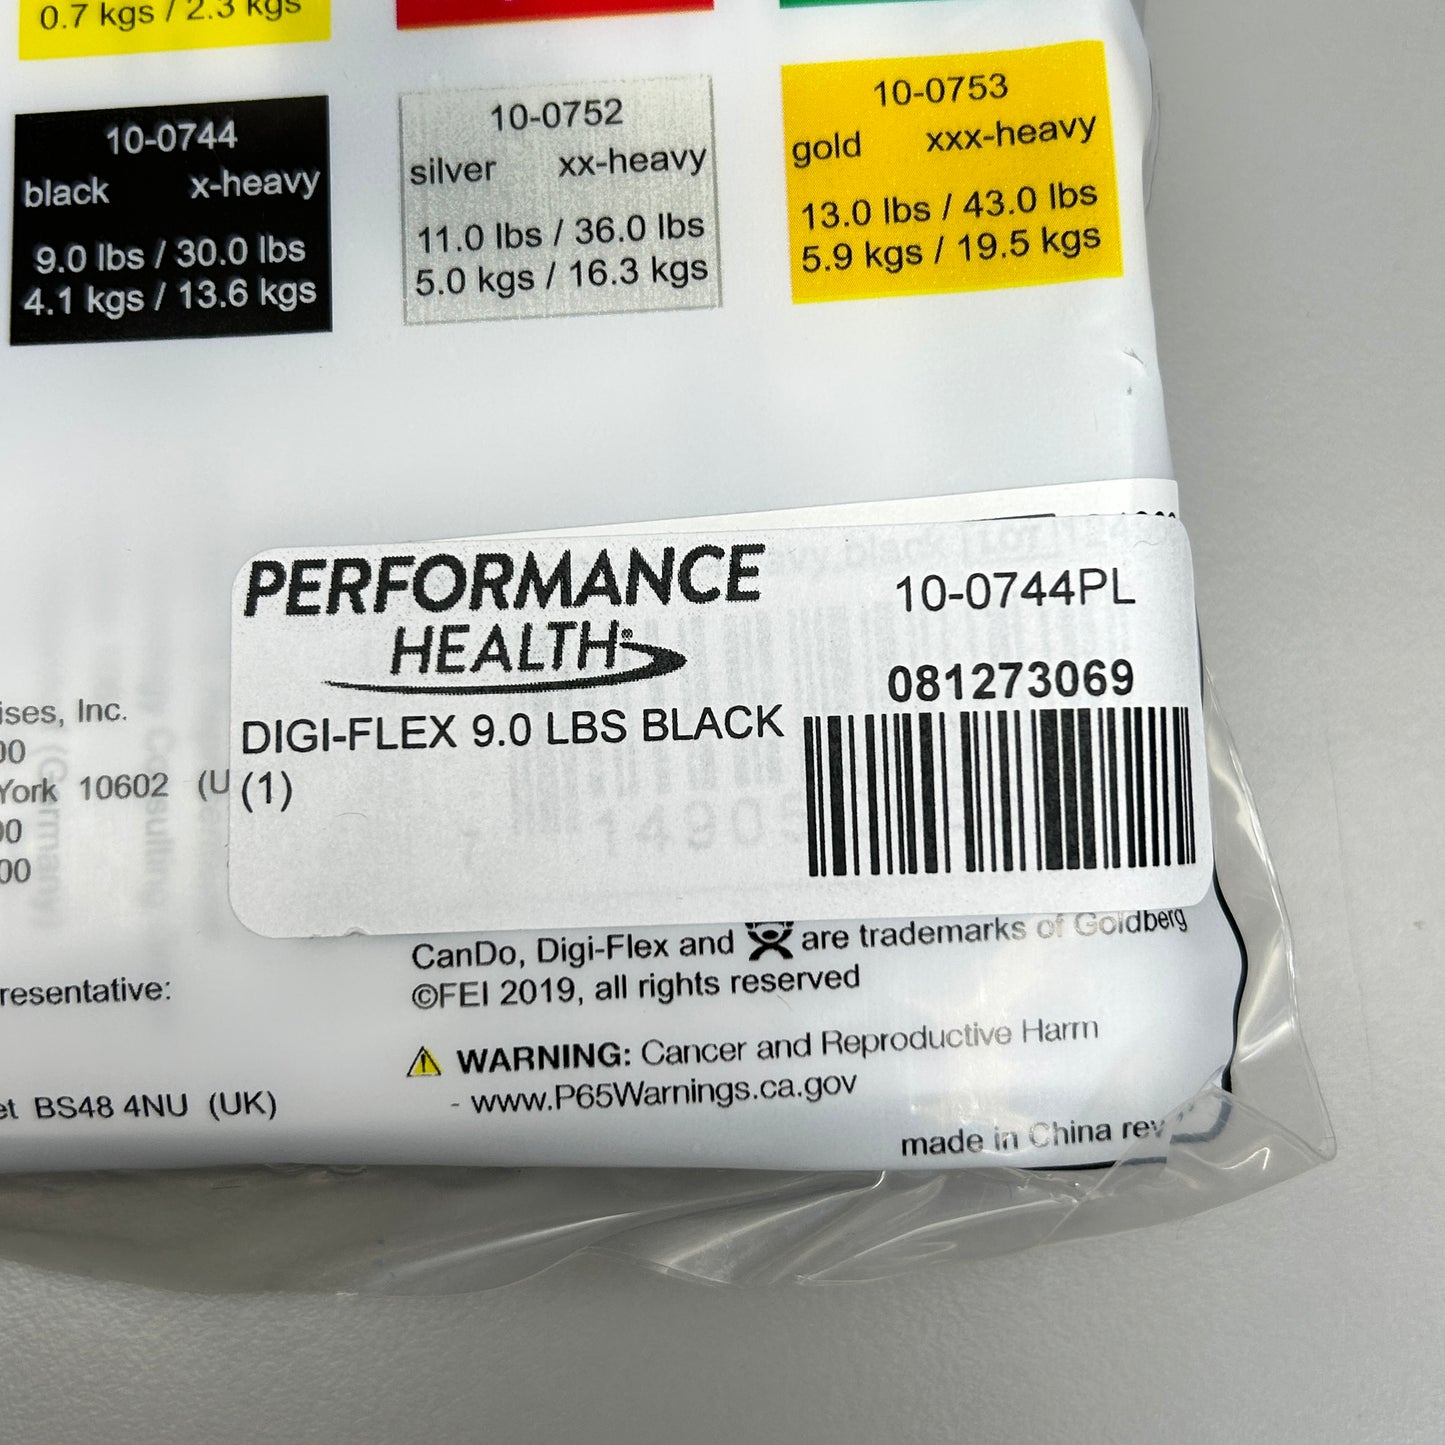 0.7 kgs / 2.3 kgs
10-0744
black x-heavy
9.0 lbs / 30.0 lbs
4.1 kgs / 13.6 kgs
10-0752
silver xx-heavy
11.0 lbs / 36.0 lbs
5.0 kgs / 16.3 kgs
10-0753
gold xxx-heavy
13.0 lbs / 43.0 lbs
5.9 kgs / 19.5 kgs
PERFORMANCE
HEALTH®
10-0744PL
081273069
DIGI-FLEX 9.0 LBS BLACK
(1)
ises, Inc.
00
York 10602 (U
00
00
resentative:
et BS48 4NU (UK)
CanDo, Digi-Flex and are trademarks of Goldberg
©FEI 2019, all rights reserved
WARNING: Cancer and Reproductive Harm
- www.P65Warnings.ca.gov
made in China rev